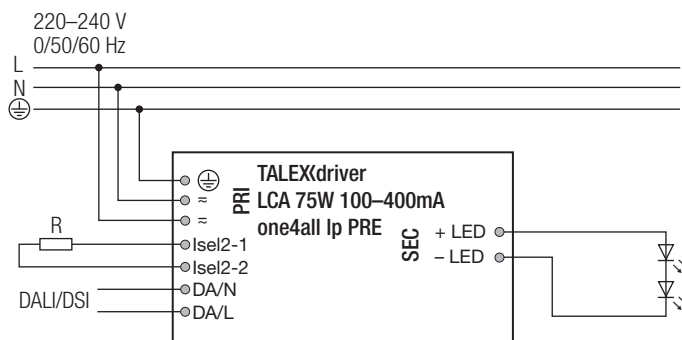 220–240 V
0/50/60 Hz
L
N
TALEXXdriver
LCA 75W 100–400mA
one4all lp PRE
PRI
≂
≂
R
Isel2-1
Isel2-2
DALI/DSI
DA/N
DA/L
SEC
+ LED
– LED